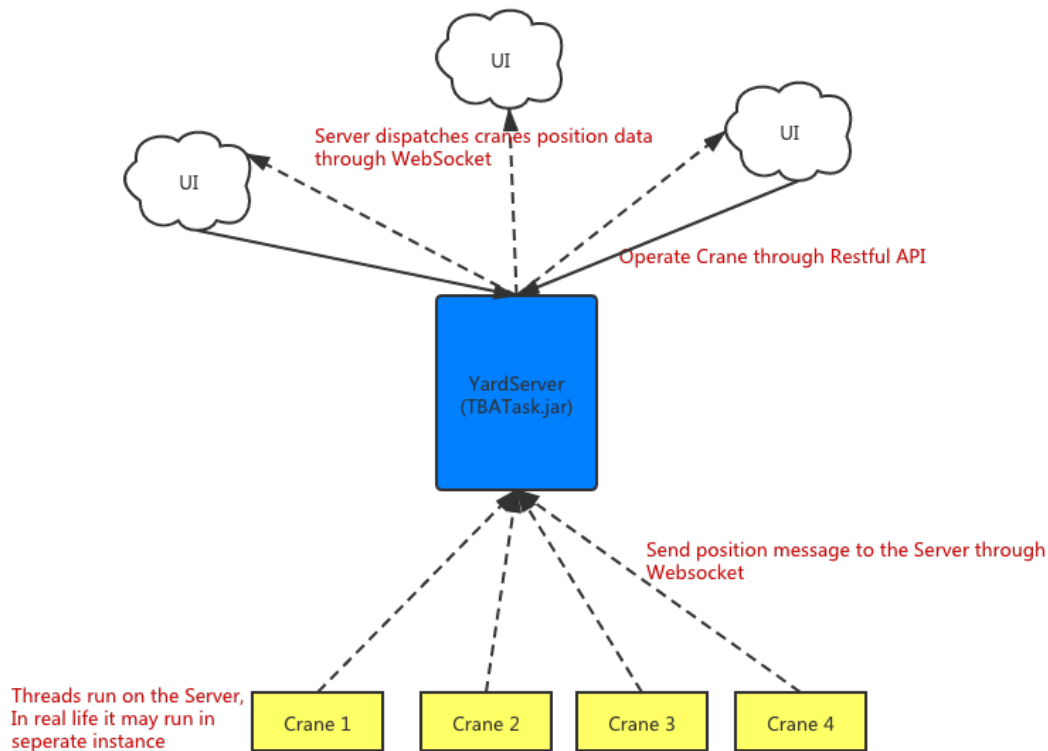 UI
Server dispatches cranes position data
through WebSocket
UI
UI
Operate Crane through Restful API
YardServer
(TBATask.jar)
Send position message to the Server through
Websocket
Threads run on the Server,
In real life it may run in
seperate instance
Crane 1
Crane 2
Crane 3
Crane 4